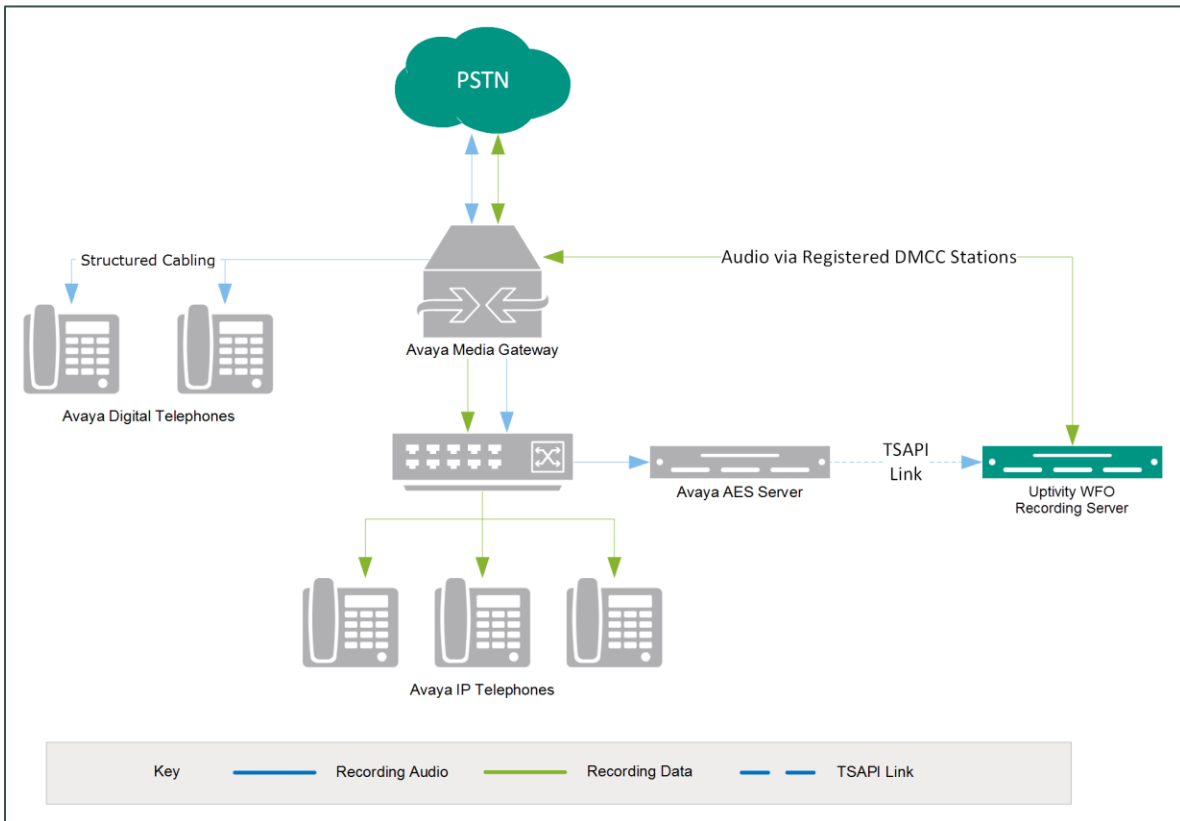 PSTN
Structured Cabling
Audio via Registered DMCC Stations
Avaya Media Gateway
Avaya Digital Telephones
TSAPI
Link
Avaya AES Server
Uptivity WFO
Recording Server
Avaya IP Telephones
Key
Recording Audio
Recording Data
TSAPI Link